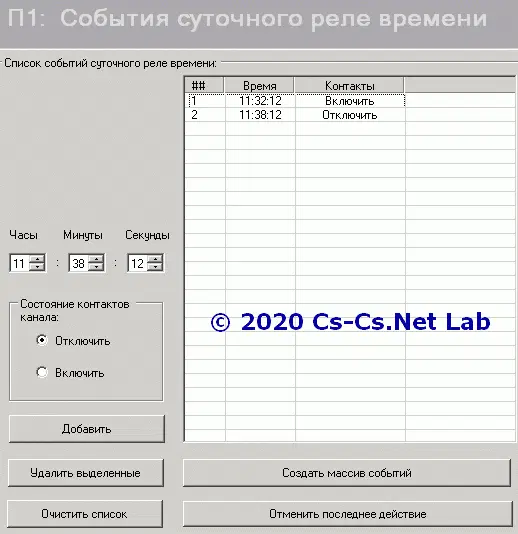 П1: События суточного реле времени
Список событий суточного реле времени:
## Время Контакты
1 11:32:12 Включить
2 11:38:12 Отключить
Часы Минуты Секунды
11 : 38 : 12
Состояние контактов
канала:
Отключить
Включить
© 2020 Cs-Cs.Net Lab
Добавить
Удалить выделенные
Создать массив событий
Очистить список
Отменить последнее действие